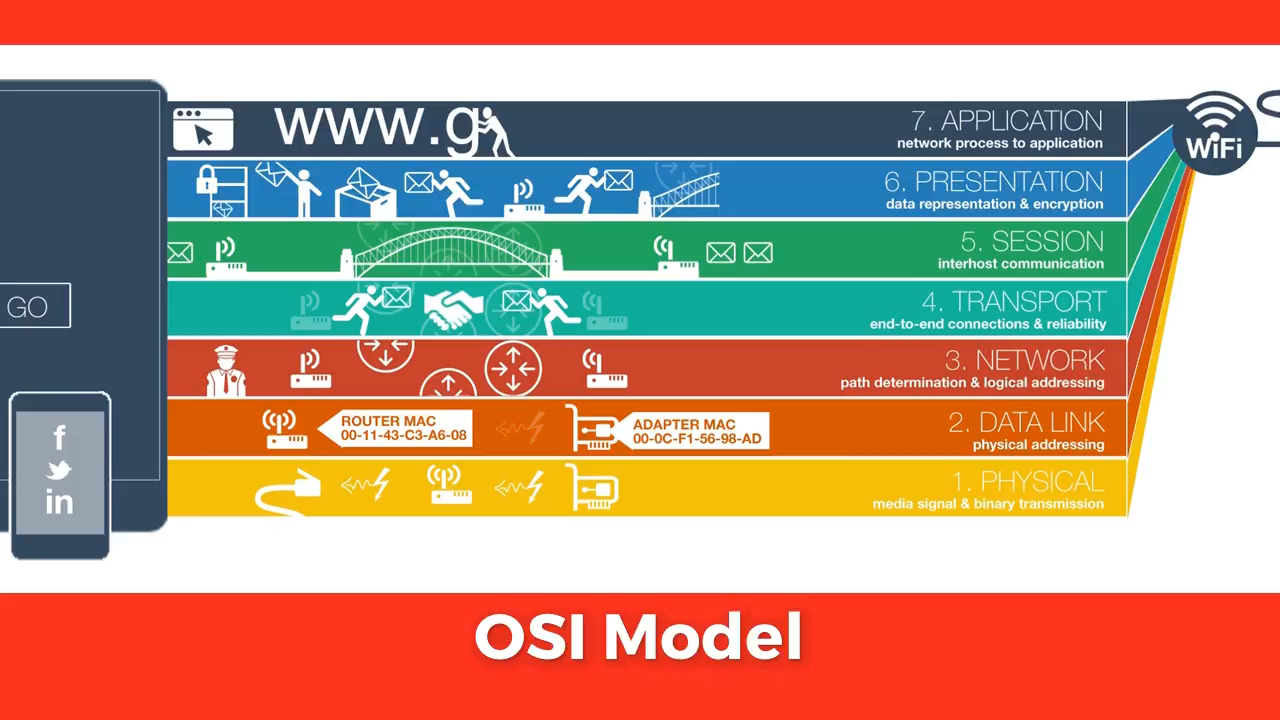 www.g
7. APPLICATION
network process to application
WiFi
6. PRESENTATION
data representation & encryption
5. SESSION
interhost communication
GO
4. TRANSPORT
end-to-end connections & reliability
3. NETWORK
path determination & logical addressing
ROUTER MAC
00-11-43-C3-A6-08
ADAPTER MAC
00-0C-F1-56-98-AD
2. DATA LINK
physical addressing
f
in
1. PHYSICAL
media signal & binary transmission
OSI Model